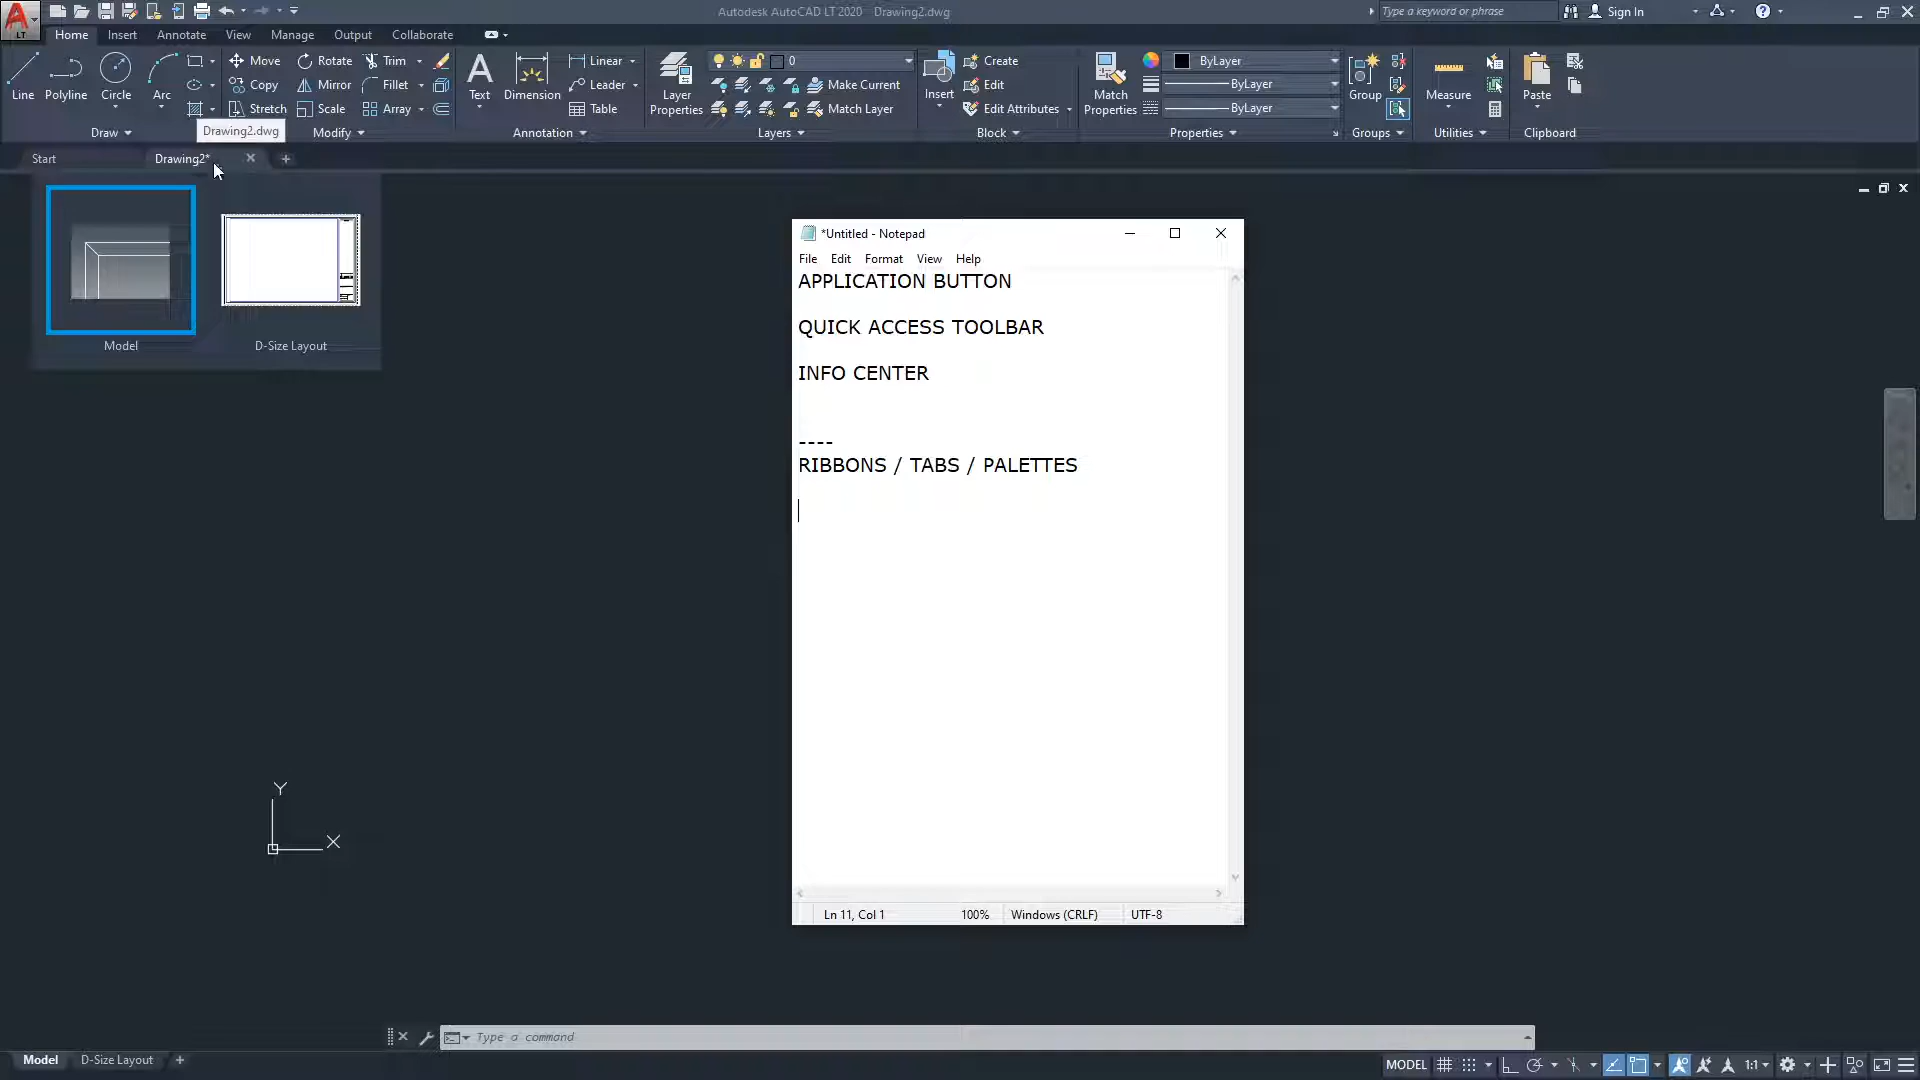 Autodesk AutoCAD LT 2020 Drawing2.dwg
Type a keyword or phrase
Sign In
LT
Home Insert Annotate View Manage Output Collaborate
Line Polyline Circle Arc
Move Rotate Trim
Copy Mirror Fillet
Stretch Scale Array
Text Dimension
Linear
Leader
Table
Layer Properties
0
Make Current
Match Layer
Insert
Create
Edit
Edit Attributes
Match Properties
ByLayer
ByLayer
ByLayer
Group
Measure
Paste
Draw Modify Annotation Layers Block Properties Groups Utilities Clipboard
Drawing2.dwg
Start Drawing2*
Model D-Size Layout
*Untitled - Notepad
File Edit Format View Help
APPLICATION BUTTON
QUICK ACCESS TOOLBAR
INFO CENTER
----
RIBBONS / TABS / PALETTES
Ln 11, Col 1 100% Windows (CRLF) UTF-8
Y
X
Type a command
Model D-Size Layout
MODEL 1:1